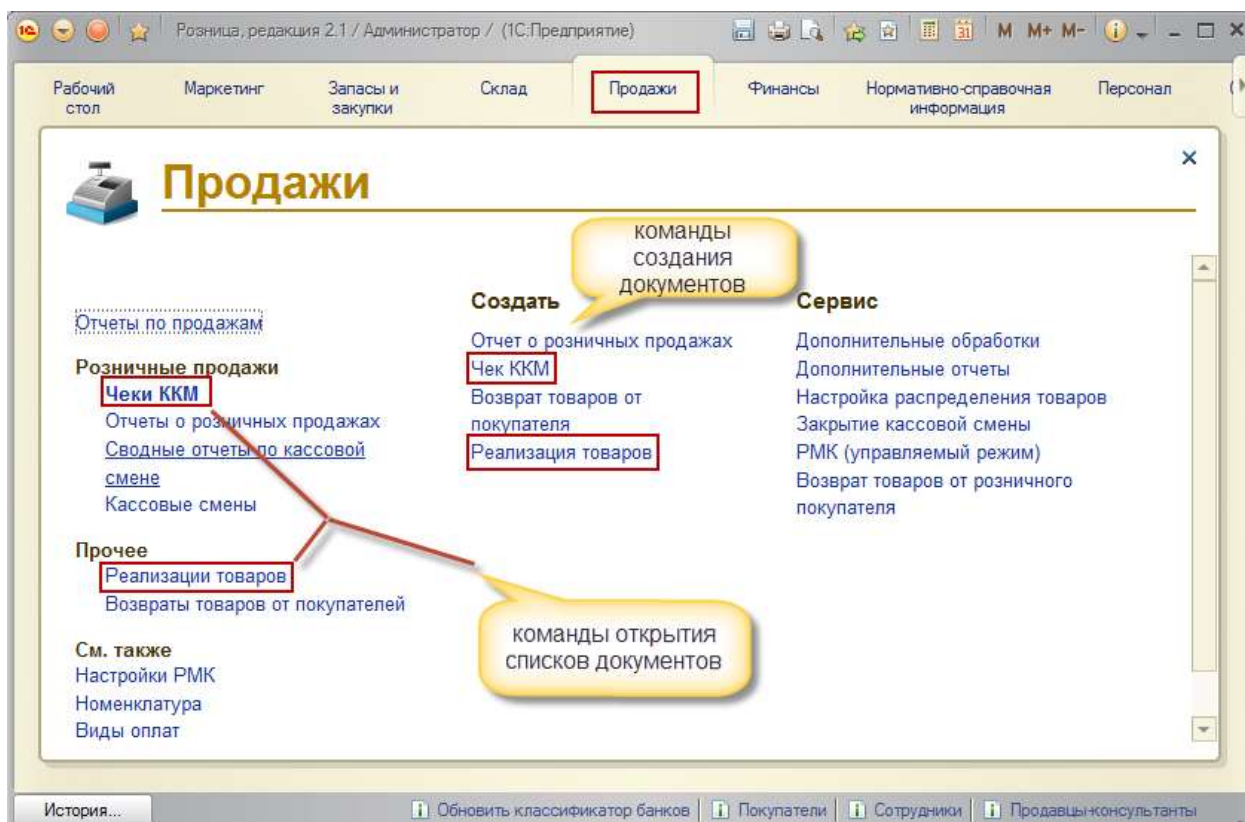 Розница, редакция 2.1 / Администратор / (1С:Предприятие)
M M+ M-
Рабочий стол
Маркетинг
Запасы и закупки
Склад
Продажи
Финансы
Нормативно-справочная информация
Персонал
Продажи
команды
создания
документов
Отчеты по продажам
Розничные продажи
Чеки ККМ
Отчеты о розничных продажах
Сводные отчеты по кассовой
смене
Кассовые смены
Прочее
Реализации товаров
Возвраты товаров от покупателей
См. также
Настройки РМК
Номенклатура
Виды оплат
Создать
Отчет о розничных продажах
Чек ККМ
Возврат товаров от
покупателя
Реализация товаров
Сервис
Дополнительные обработки
Дополнительные отчеты
Настройка распределения товаров
Закрытие кассовой смены
РМК (управляемый режим)
Возврат товаров от розничного
покупателя
команды открытия
списков документов
История...
Обновить классификатор банков
Покупатели
Сотрудники
Продавцы-консультанты